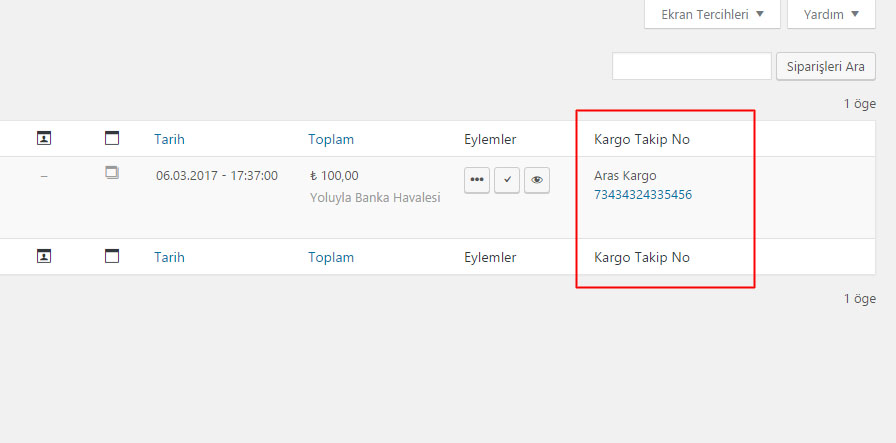 Ekran Tercihleri
Yardım
Siparişleri Ara
1 öge
Tarih
Toplam
Eylemler
Kargo Takip No
–
06.03.2017 - 17:37:00
₺ 100,00
Yoluyla Banka Havalesi
Aras Kargo
73434324335456
Tarih
Toplam
Eylemler
Kargo Takip No
1 öge